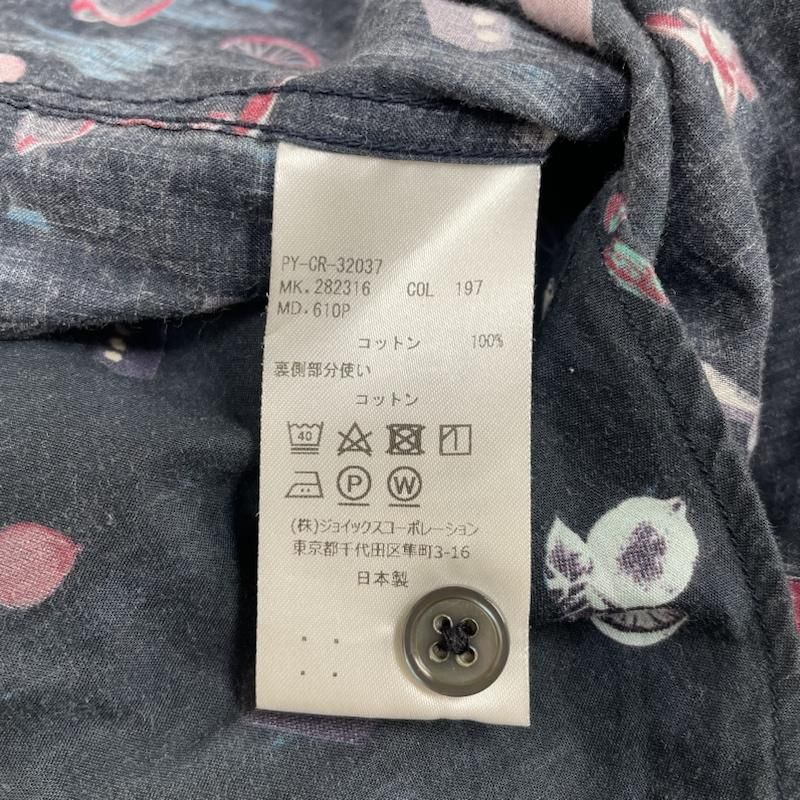 PY-CR-32037
MK.282316 COL 197
MD.610P
コットン 100%
裏側部分使い
コットン
40
P W
(株)ジョイックスコーポレーション
東京都千代田区隼町3-16
日本製